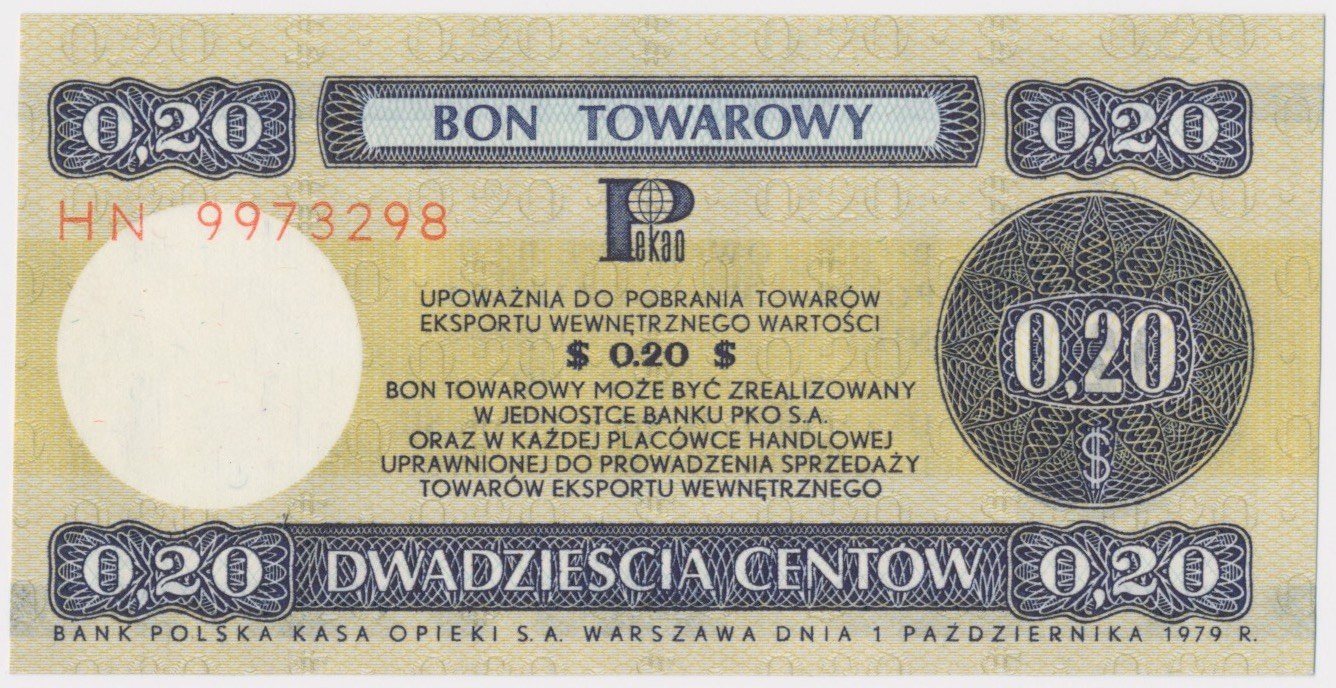 0,20 BON TOWAROWY 0,20
HN 9973298
Pekao
UPOWAŻNIA DO POBRANIA TOWARÓW
EKSPORTU WEWNĘTRZNEGO WARTOŚCI
$ 0.20 $
BON TOWAROWY MOŻE BYĆ ZREALIZOWANY
W JEDNOSTCE BANKU PKO S.A.
ORAZ W KAŻDEJ PLACÓWCE HANDLOWEJ
UPRAWNIONEJ DO PROWADZENIA SPRZEDAŻY
TOWARÓW EKSPORTU WEWNĘTRZNEGO
0,20
$
0,20 DWADZIEŚCIA CENTÓW 0,20
BANK POLSKA KASA OPIEKI S.A. WARSZAWA DNIA 1 PAŹDZIERNIKA 1979 R.